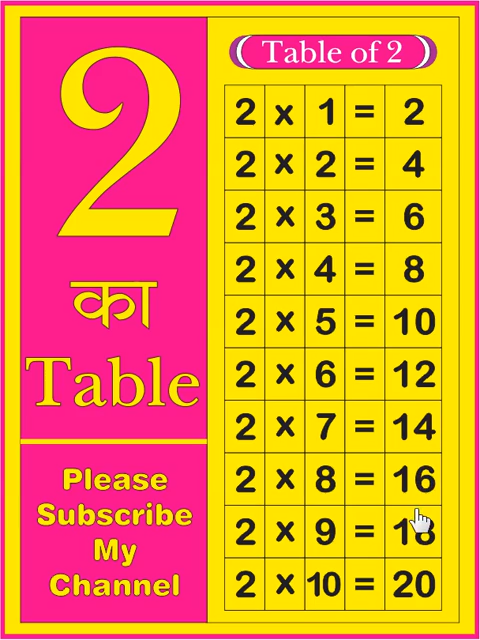 2
का
Table
Please
Subscribe
My
Channel
Table of 2
2 x 1 = 2
2 x 2 = 4
2 x 3 = 6
2 x 4 = 8
2 x 5 = 10
2 x 6 = 12
2 x 7 = 14
2 x 8 = 16
2 x 9 = 18
2 x 10 = 20